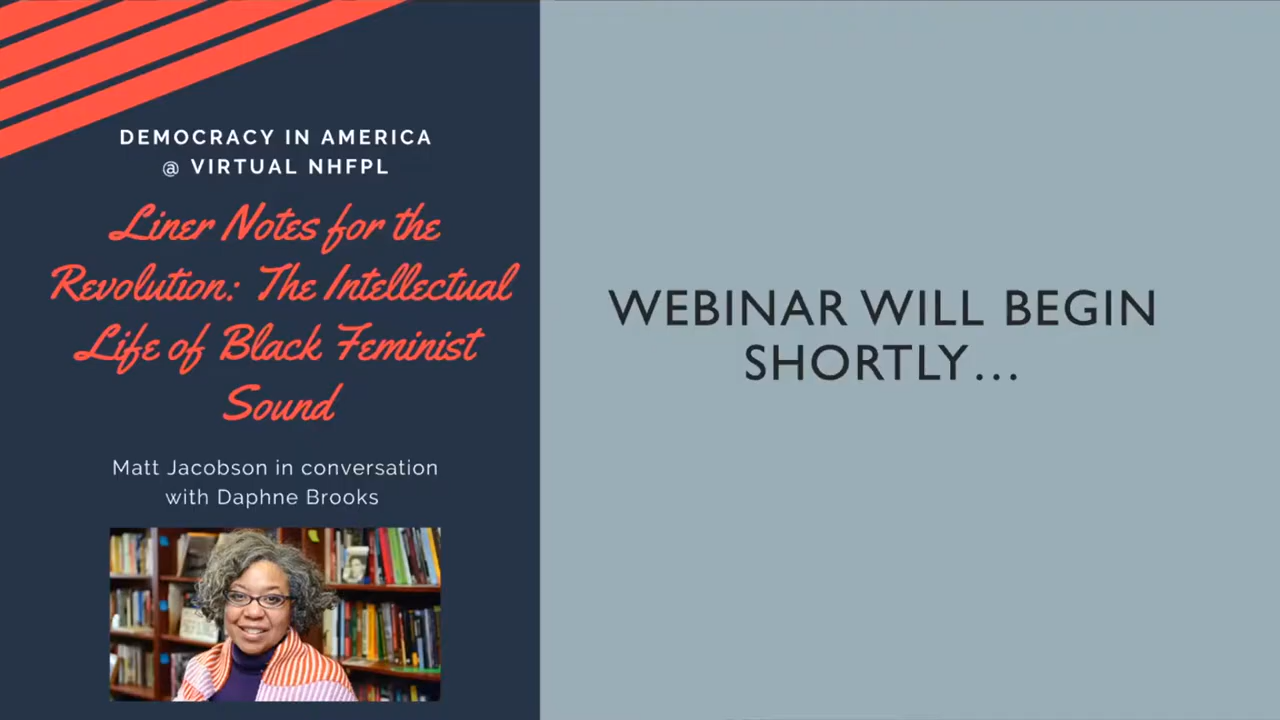 DEMOCRACY IN AMERICA
@ VIRTUAL NHFPL
Liner Notes for the
Revolution: The Intellectual
Life of Black Feminist
Sound
Matt Jacobson in conversation
with Daphne Brooks
WEBINAR WILL BEGIN
SHORTLY...